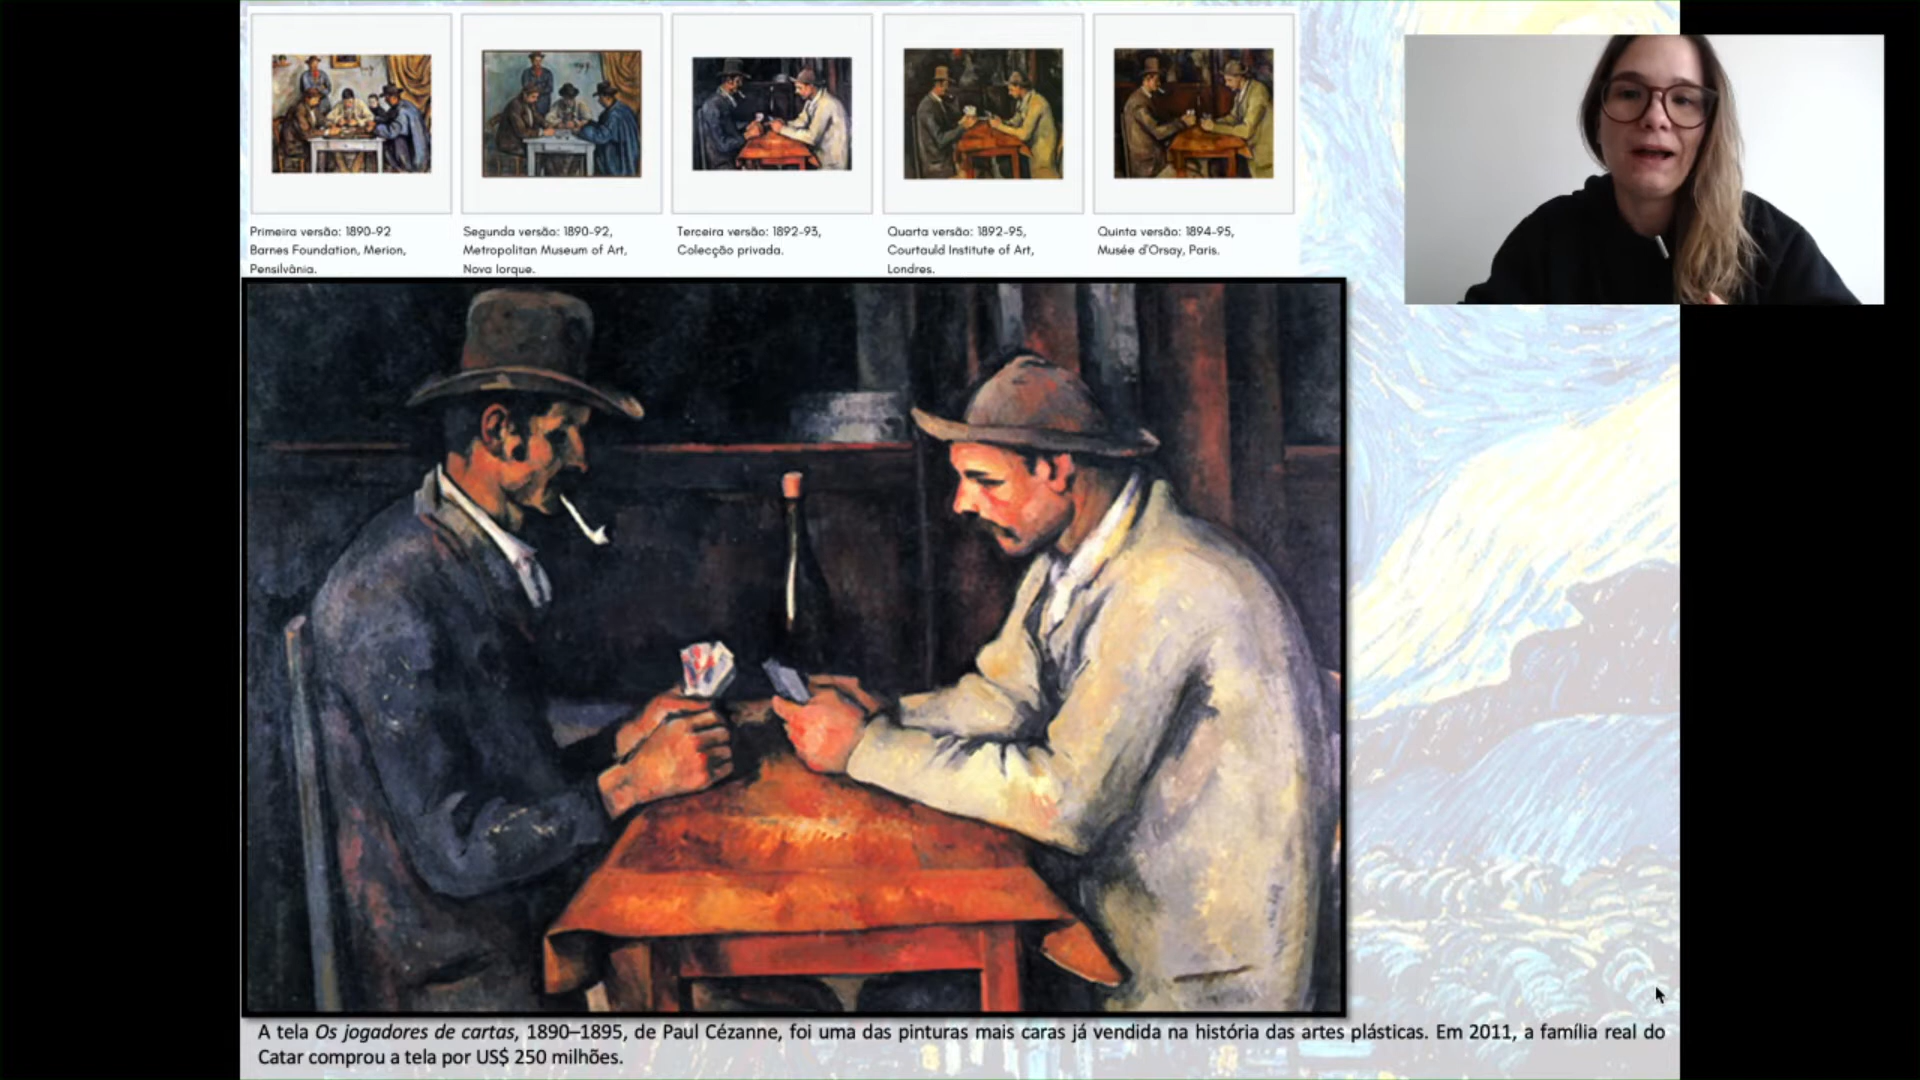 Primeira versão: 1890-92
Barnes Foundation, Merion,
Pensilvânia.
Segunda versão: 1890-92,
Metropolitan Museum of Art,
Nova Iorque.
Terceira versão: 1892-93,
Colecção privada.
Quarta versão: 1892-95,
Courtauld Institute of Art,
Londres.
Quinta versão: 1894-95,
Musée d'Orsay, Paris.
A tela Os jogadores de cartas, 1890–1895, de Paul Cézanne, foi uma das pinturas mais caras já vendida na história das artes plásticas. Em 2011, a família real do
Catar comprou a tela por US$ 250 milhões.